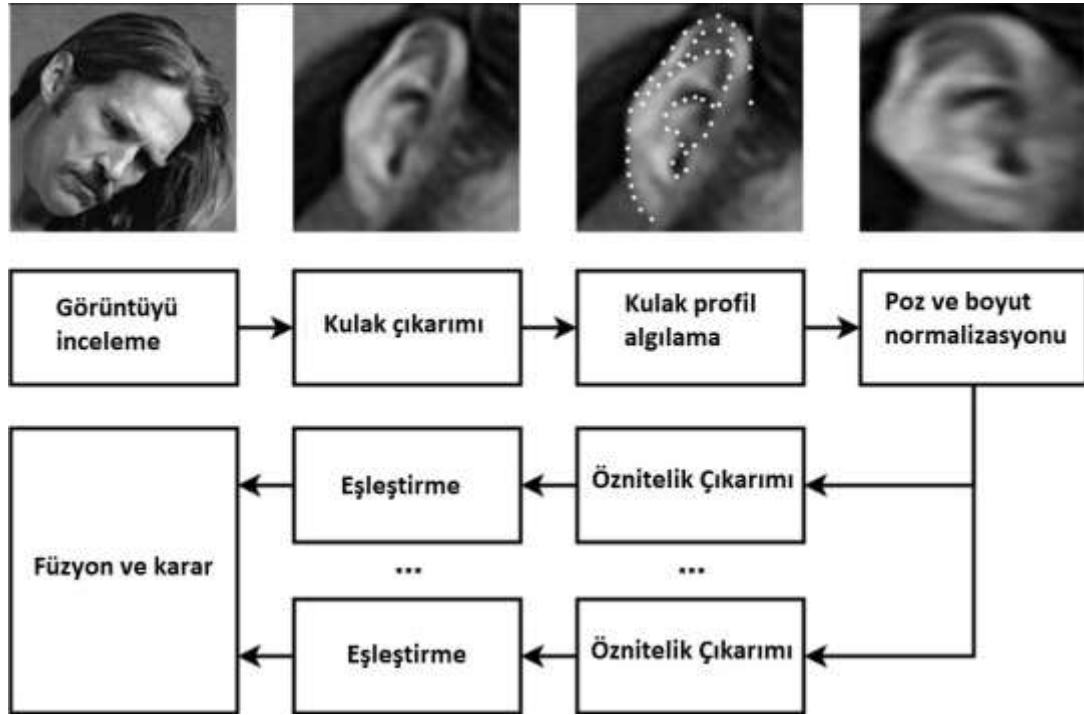 Görüntüyü
inceleme
Kulak çıkarımı
Kulak profil
algılama
Poz ve boyut
normalizasyonu
Füzyon ve karar
Eşleştirme
Öznitelik Çıkarımı
...
...
Eşleştirme
Öznitelik Çıkarımı